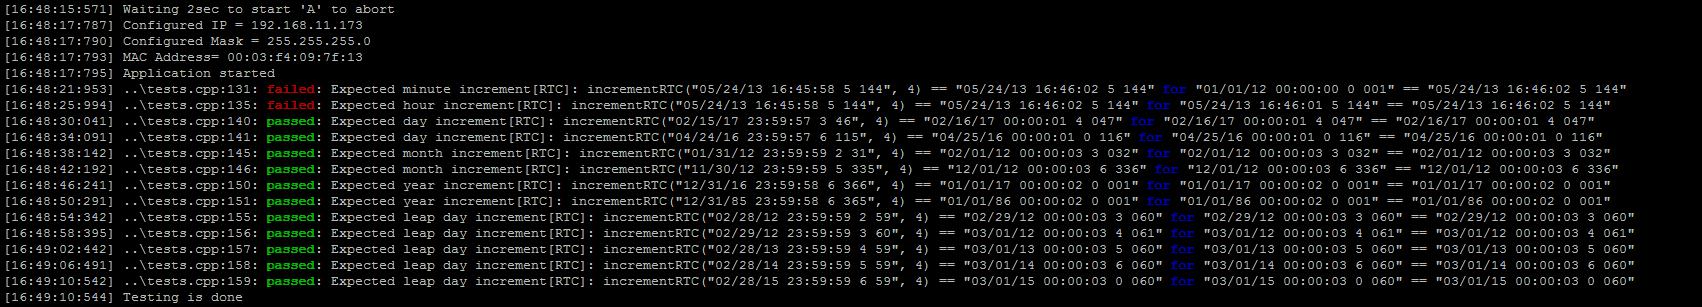 [16:48:15:571] Waiting 2sec to start 'A' to abort
[16:48:17:787] Configured IP = 192.168.11.173
[16:48:17:790] Configured Mask = 255.255.255.0
[16:48:17:793] MAC Address= 00:03:f4:09:7f:13
[16:48:17:795] Application started
[16:48:21:953] ..\tests.cpp:131: failed: Expected minute increment[RTC]: incrementRTC("05/24/13 16:45:58 5 144", 4) == "05/24/13 16:46:02 5 144" for "01/01/12 00:00:00 0 001" == "05/24/13 16:46:02 5 144"
[16:48:25:994] ..\tests.cpp:135: failed: Expected hour increment[RTC]: incrementRTC("05/24/13 16:45:58 5 144", 4) == "05/24/13 16:46:02 5 144" for "05/24/13 16:46:01 5 144" == "05/24/13 16:46:02 5 144"
[16:48:30:041] ..\tests.cpp:140: passed: Expected day increment[RTC]: incrementRTC("02/15/17 23:59:57 3 46", 4) == "02/16/17 00:00:01 4 047" for "02/16/17 00:00:01 4 047" == "02/16/17 00:00:01 4 047"
[16:48:34:091] ..\tests.cpp:141: passed: Expected day increment[RTC]: incrementRTC("04/24/16 23:59:57 6 115", 4) == "04/25/16 00:00:01 0 116" for "04/25/16 00:00:01 0 116" == "04/25/16 00:00:01 0 116"
[16:48:38:142] ..\tests.cpp:145: passed: Expected month increment[RTC]: incrementRTC("01/31/12 23:59:59 2 31", 4) == "02/01/12 00:00:03 3 032" for "02/01/12 00:00:03 3 032" == "02/01/12 00:00:03 3 032"
[16:48:42:192] ..\tests.cpp:146: passed: Expected month increment[RTC]: incrementRTC("11/30/12 23:59:59 5 335", 4) == "12/01/12 00:00:03 6 336" for "12/01/12 00:00:03 6 336" == "12/01/12 00:00:03 6 336"
[16:48:46:241] ..\tests.cpp:150: passed: Expected year increment[RTC]: incrementRTC("12/31/16 23:59:58 6 366", 4) == "01/01/17 00:00:02 0 001" for "01/01/17 00:00:02 0 001" == "01/01/17 00:00:02 0 001"
[16:48:50:291] ..\tests.cpp:151: passed: Expected year increment[RTC]: incrementRTC("12/31/85 23:59:58 6 365", 4) == "01/01/86 00:00:02 0 001" for "01/01/86 00:00:02 0 001" == "01/01/86 00:00:02 0 001"
[16:48:54:342] ..\tests.cpp:155: passed: Expected leap day increment[RTC]: incrementRTC("02/28/12 23:59:59 2 59", 4) == "02/29/12 00:00:03 3 060" for "02/29/12 00:00:03 3 060" == "02/29/12 00:00:03 3 060"
[16:48:58:395] ..\tests.cpp:156: passed: Expected leap day increment[RTC]: incrementRTC("02/29/12 23:59:59 3 60", 4) == "03/01/12 00:00:03 4 061" for "03/01/12 00:00:03 4 061" == "03/01/12 00:00:03 4 061"
[16:49:02:442] ..\tests.cpp:157: passed: Expected leap day increment[RTC]: incrementRTC("02/28/13 23:59:59 4 59", 4) == "03/01/13 00:00:03 5 060" for "03/01/13 00:00:03 5 060" == "03/01/13 00:00:03 5 060"
[16:49:06:491] ..\tests.cpp:158: passed: Expected leap day increment[RTC]: incrementRTC("02/28/14 23:59:59 5 59", 4) == "03/01/14 00:00:03 6 060" for "03/01/14 00:00:03 6 060" == "03/01/14 00:00:03 6 060"
[16:49:10:542] ..\tests.cpp:159: passed: Expected leap day increment[RTC]: incrementRTC("02/28/15 23:59:59 6 59", 4) == "03/01/15 00:00:03 0 060" for "03/01/15 00:00:03 0 060" == "03/01/15 00:00:03 0 060"
[16:49:10:544] Testing is done